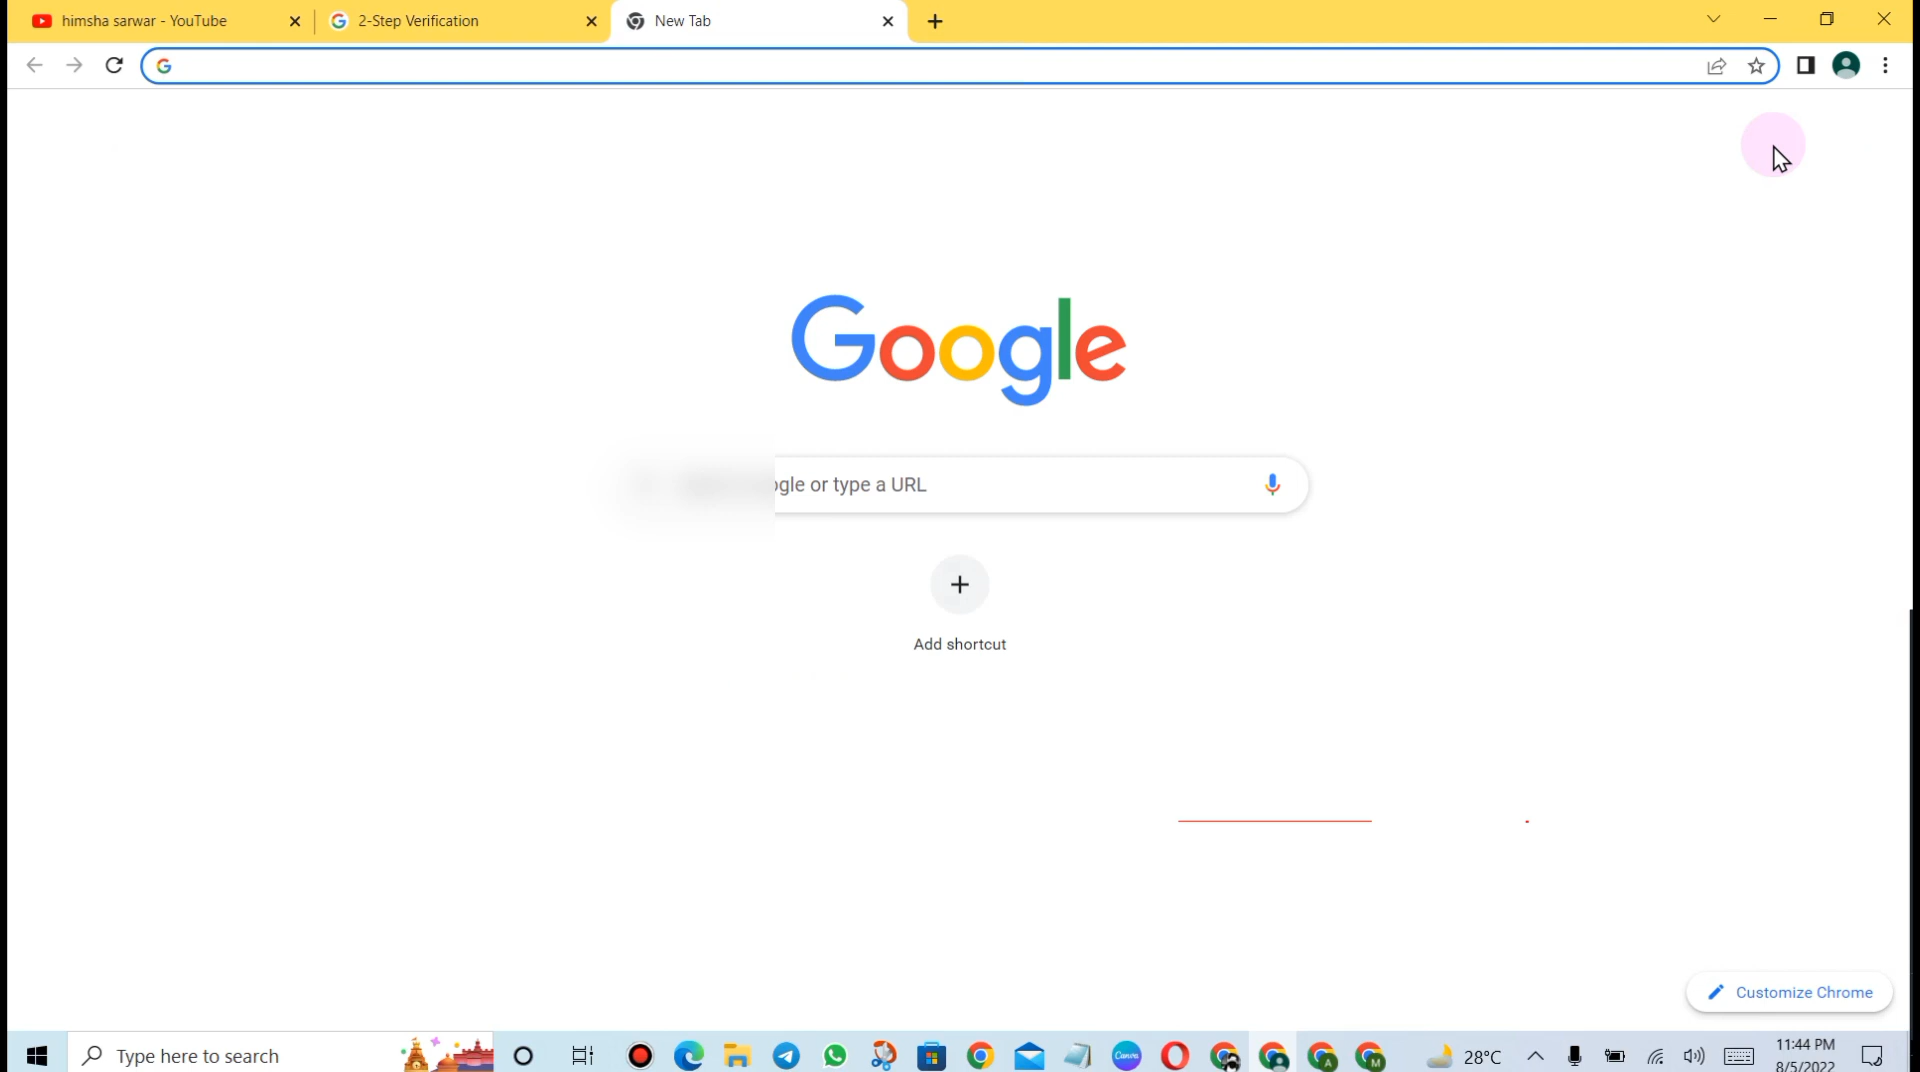 himsha sarwar - YouTube
2-Step Verification
New Tab
Google
gle or type a URL
Add shortcut
Customize Chrome
Type here to search
Canva
A
M
28°C
11:44 PM
8/5/2022